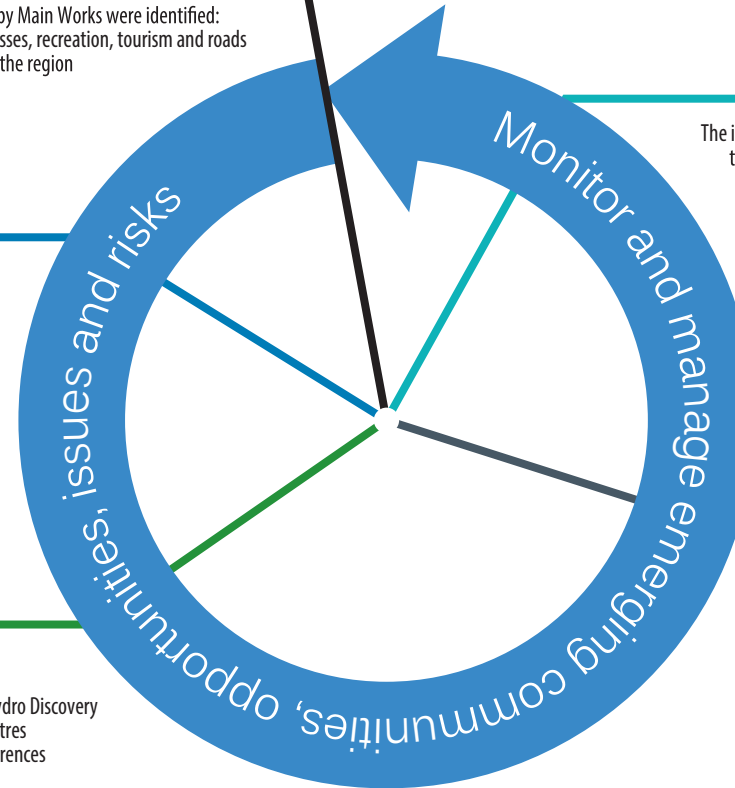 by Main Works were identified:
sses, recreation, tourism and roads
the region
The i
t
Monitor and manage emerging communities, opportunities, issues and risks
ydro Discovery
tres
rences